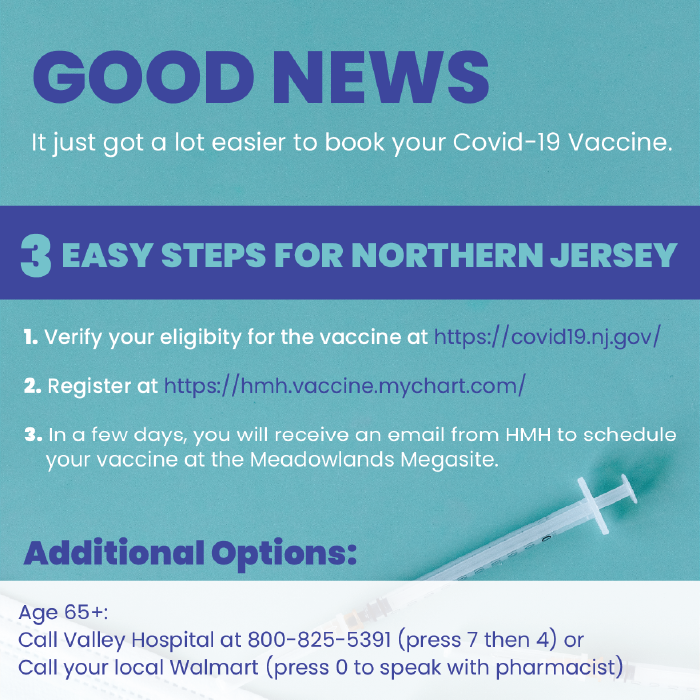 GOOD NEWS
It just got a lot easier to book your Covid-19 Vaccine.
3 EASY STEPS FOR NORTHERN JERSEY
1. Verify your eligibity for the vaccine at https://covid19.nj.gov/
2. Register at https://hmh.vaccine.mychart.com/
3. In a few days, you will receive an email from HMH to schedule
your vaccine at the Meadowlands Megasite.
Additional Options:
Age 65+:
Call Valley Hospital at 800-825-5391 (press 7 then 4) or
Call your local Walmart (press 0 to speak with pharmacist)